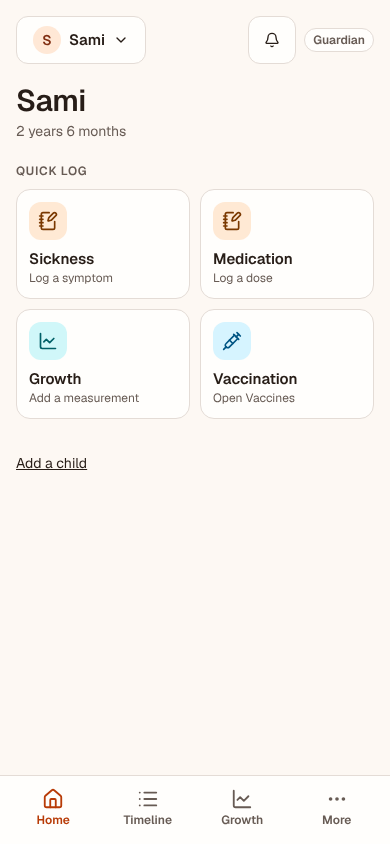 S Sami
Guardian
Sami
2 years 6 months
QUICK LOG
Sickness
Log a symptom
Medication
Log a dose
Growth
Add a measurement
Vaccination
Open Vaccines
Add a child
Home
Timeline
Growth
More